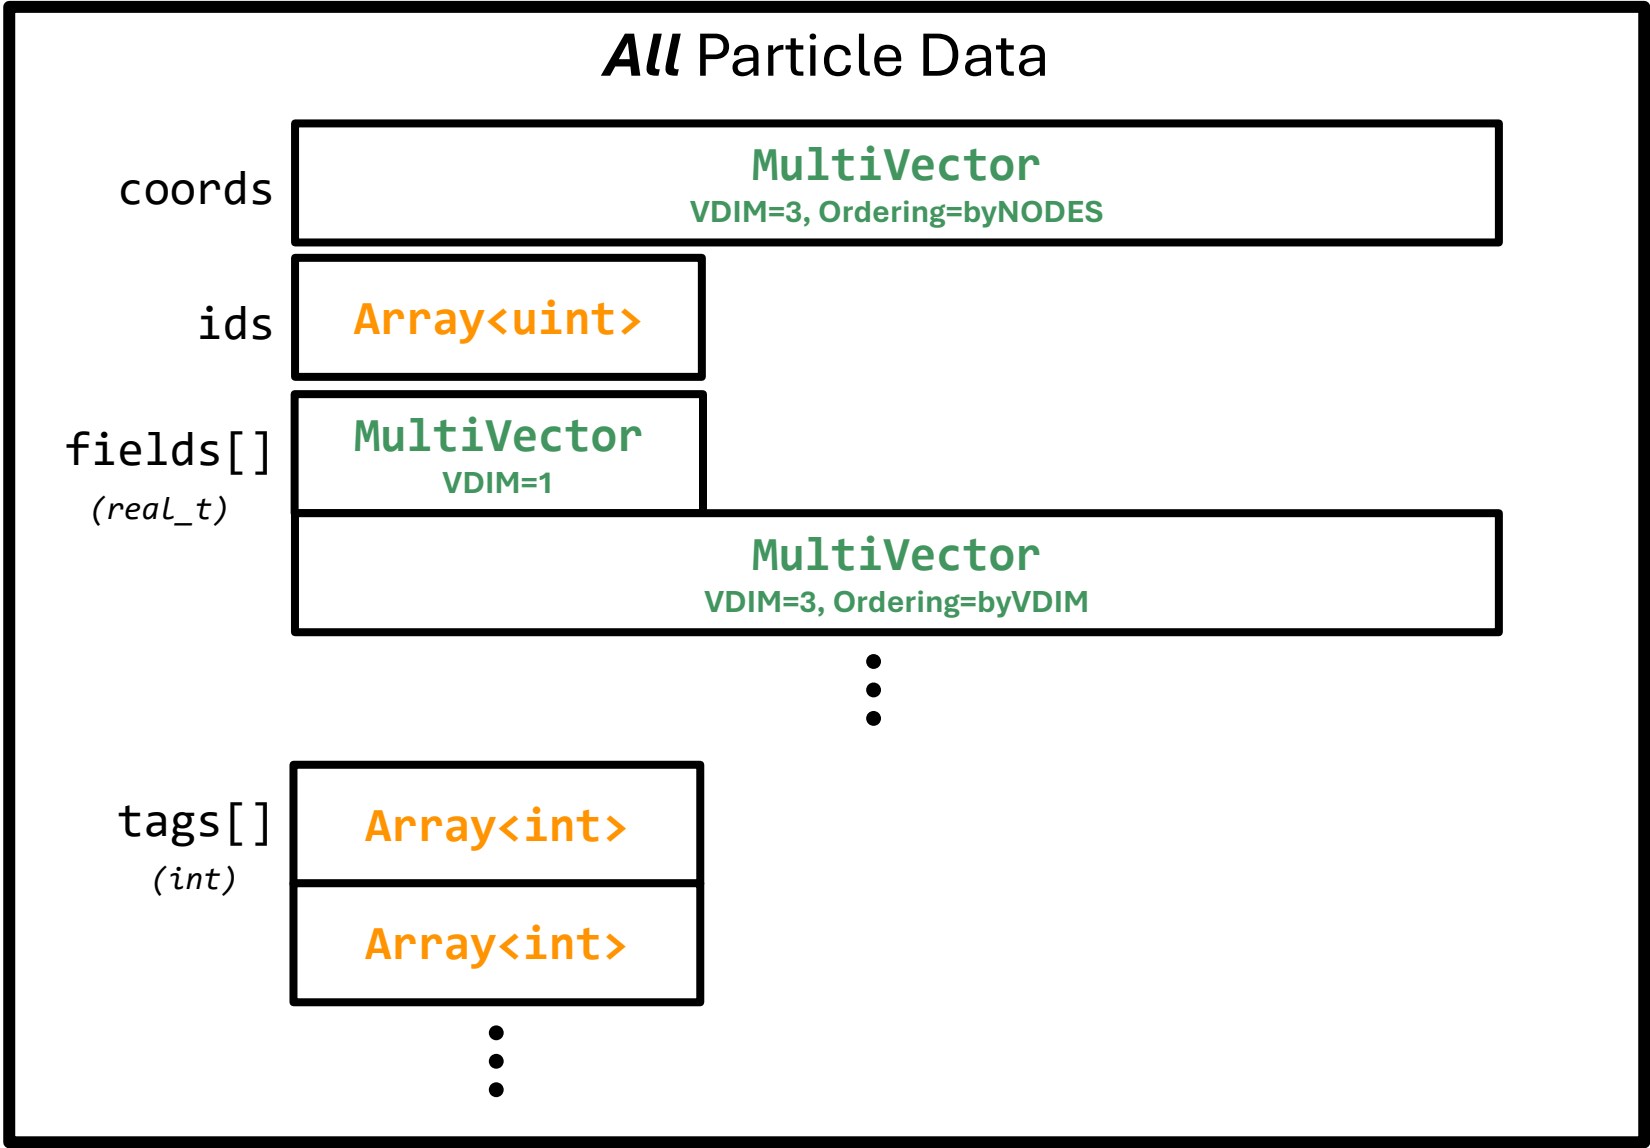 All Particle Data
coords
MultiVector
VDIM=3, Ordering=byNODES
ids
Array<uint>
fields[]
(real_t)
MultiVector
VDIM=1
MultiVector
VDIM=3, Ordering=byVDIM
tags[]
(int)
Array<int>
Array<int>